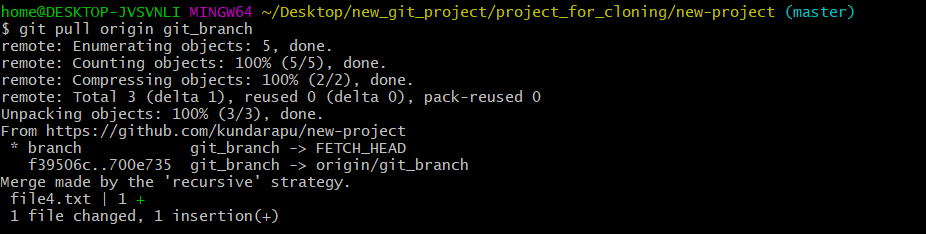 home@DESKTOP-JVSVNLI MINGW64 ~/Desktop/new_git_project/project_for_cloning/new-project (master)
$ git pull origin git_branch
remote: Enumerating objects: 5, done.
remote: Counting objects: 100% (5/5), done.
remote: Compressing objects: 100% (2/2), done.
remote: Total 3 (delta 1), reused 0 (delta 0), pack-reused 0
Unpacking objects: 100% (3/3), done.
From https://github.com/kundarapu/new-project
 * branch            git_branch -> FETCH_HEAD
   f39506c..700e735  git_branch -> origin/git_branch
Merge made by the 'recursive' strategy.
 file4.txt | 1 +
 1 file changed, 1 insertion(+)